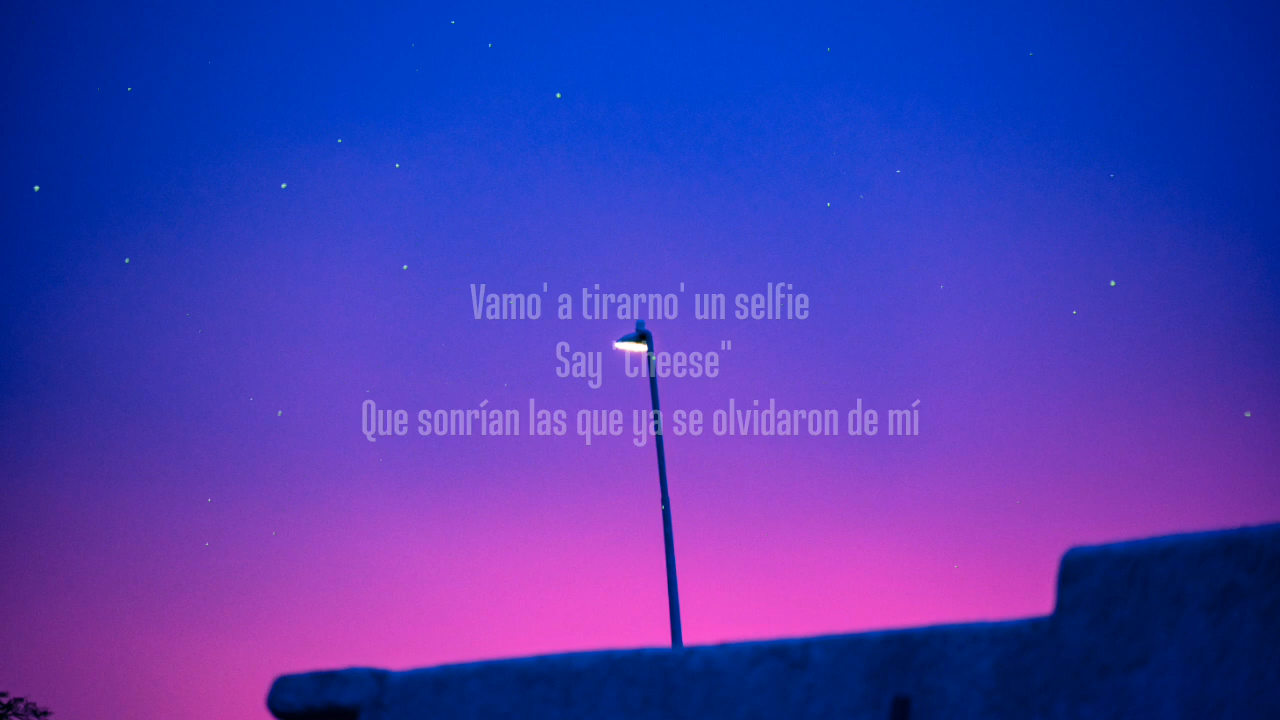 Vamo' a tirarno' un selfie
Say "Cheese"
Que sonrían las que ya se olvidaron de mí